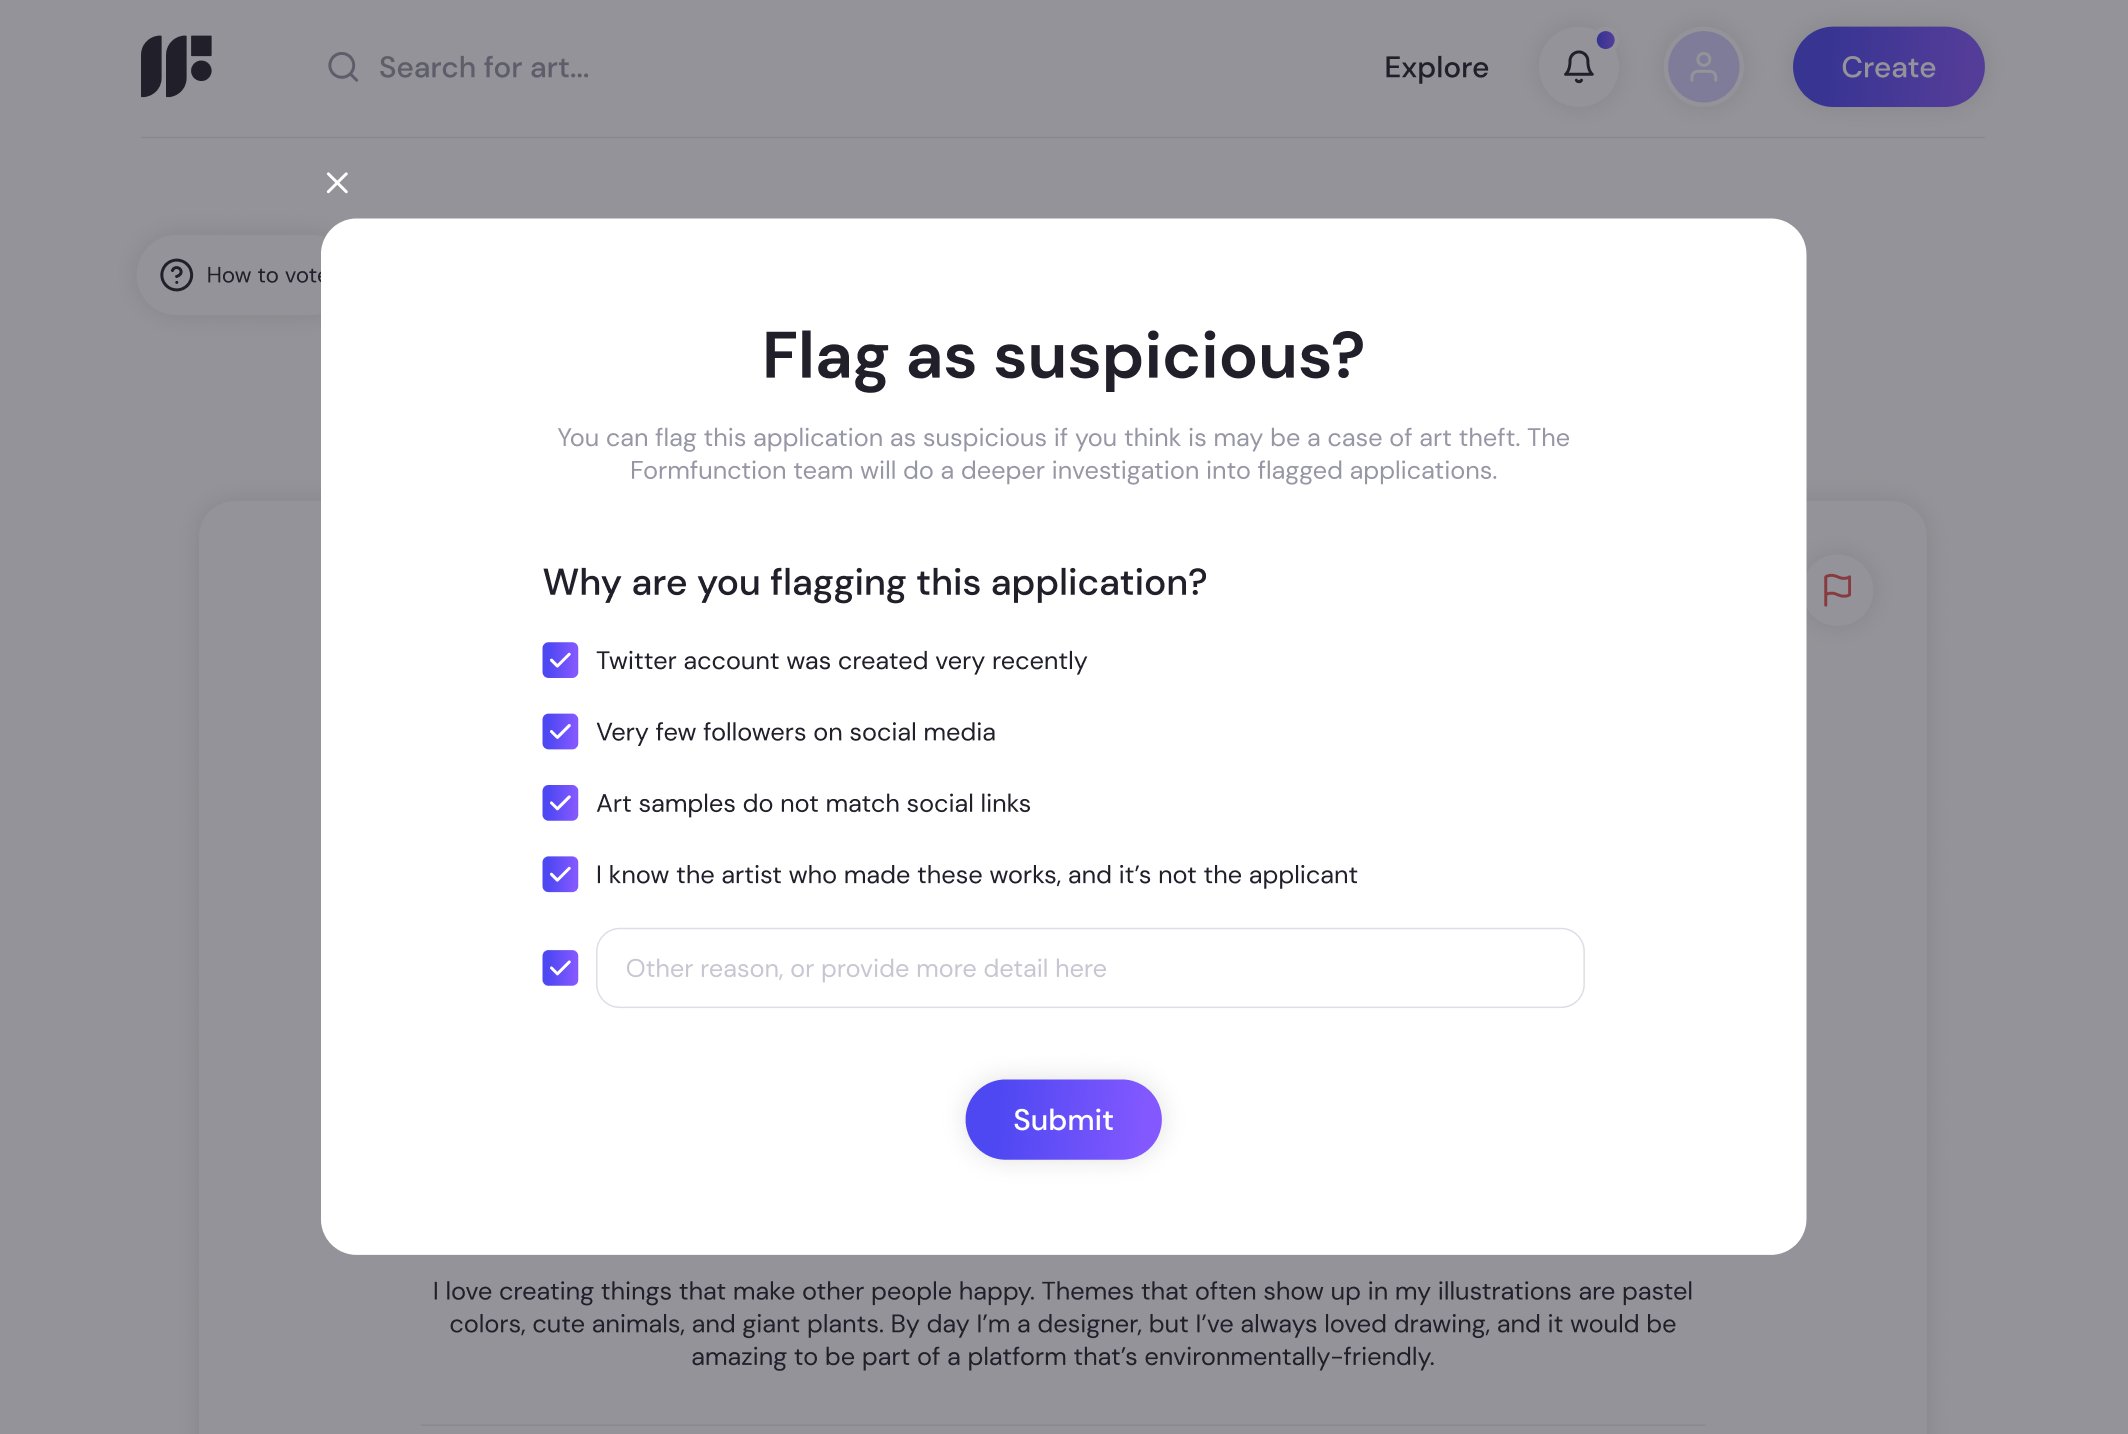 Search for art...
Explore
Create
How to vote
Flag as suspicious?
You can flag this application as suspicious if you think is may be a case of art theft. The
Formfunction team will do a deeper investigation into flagged applications.
Why are you flagging this application?
Twitter account was created very recently
Very few followers on social media
Art samples do not match social links
I know the artist who made these works, and it’s not the applicant
Other reason, or provide more detail here
Submit
I love creating things that make other people happy. Themes that often show up in my illustrations are pastel
colors, cute animals, and giant plants. By day I’m a designer, but I’ve always loved drawing, and it would be
amazing to be part of a platform that’s environmentally-friendly.